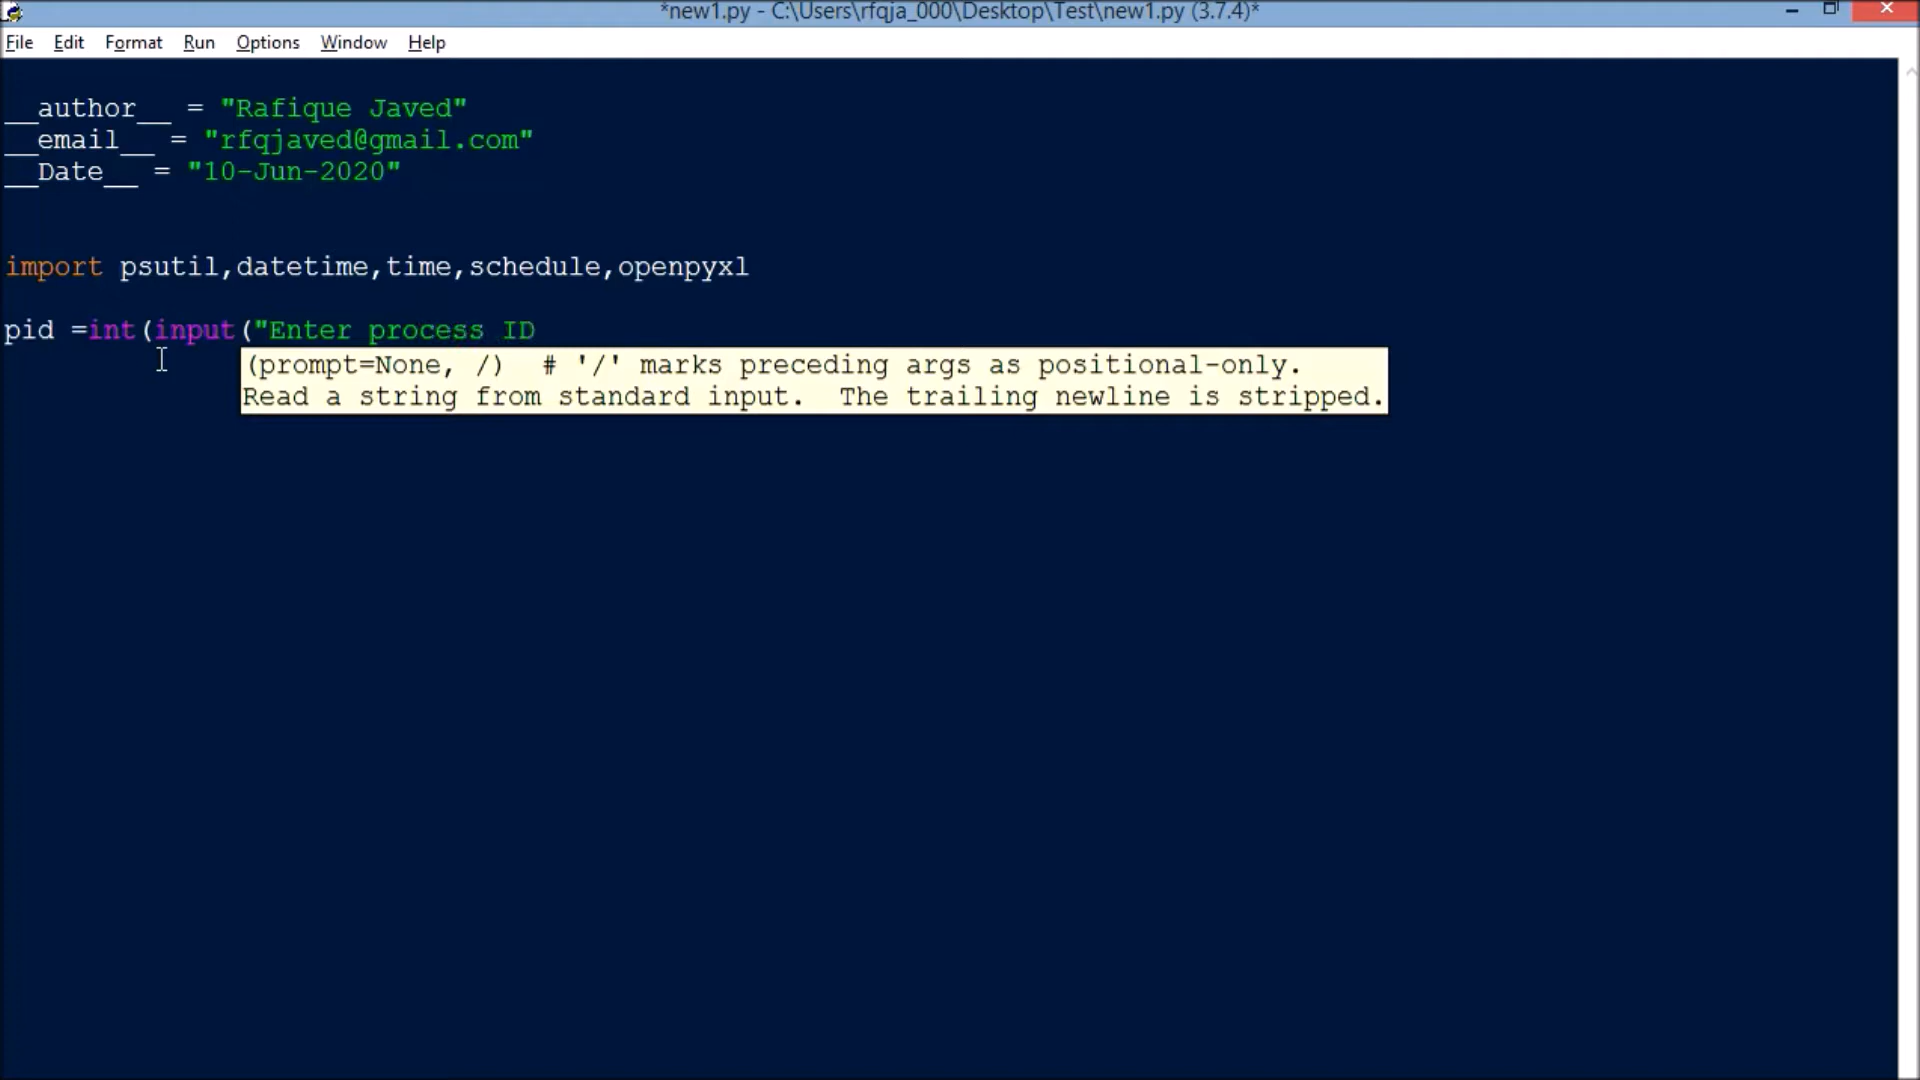 *new1.py - C:\Users\rfqja_000\Desktop\Test\new1.py (3.7.4)*
File Edit Format Run Options Window Help
__author__ = "Rafique Javed"
__email__ = "rfqjaved@gmail.com"
__Date__ = "10-Jun-2020"
import psutil,datetime,time,schedule,openpyxl
pid =int(input("Enter process ID
(prompt=None, /) # '/' marks preceding args as positional-only.
Read a string from standard input. The trailing newline is stripped.